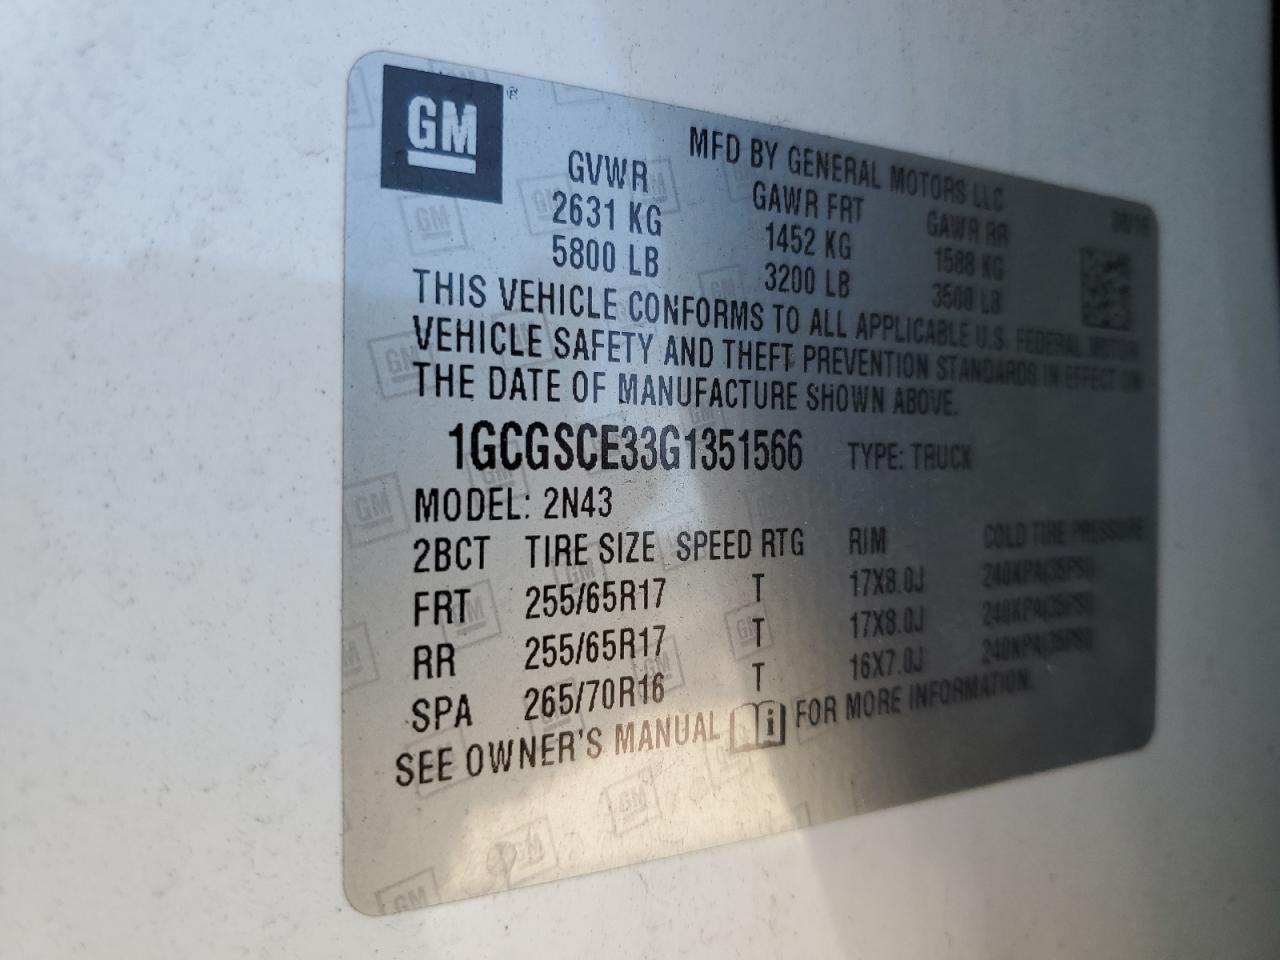 GM
MFD BY GENERAL MOTORS LLC
GVWR GAWR FRT GAWR RR
2631 KG 1452 KG 1588 KG
5800 LB 3200 LB 3500 LB
THIS VEHICLE CONFORMS TO ALL APPLICABLE U.S. FEDERAL MOTOR
VEHICLE SAFETY AND THEFT PREVENTION STANDARDS IN EFFECT ON
THE DATE OF MANUFACTURE SHOWN ABOVE.
1GCGSCE33G1351566 TYPE: TRUCK
MODEL: 2N43
2BCT TIRE SIZE SPEED RTG RIM COLD TIRE PRESSURE
FRT 255/65R17 T 17X8.0J 240KPA(35PSI)
RR 255/65R17 T 17X8.0J 240KPA(35PSI)
SPA 265/70R16 T 16X7.0J 240KPA(35PSI)
SEE OWNER'S MANUAL FOR MORE INFORMATION.